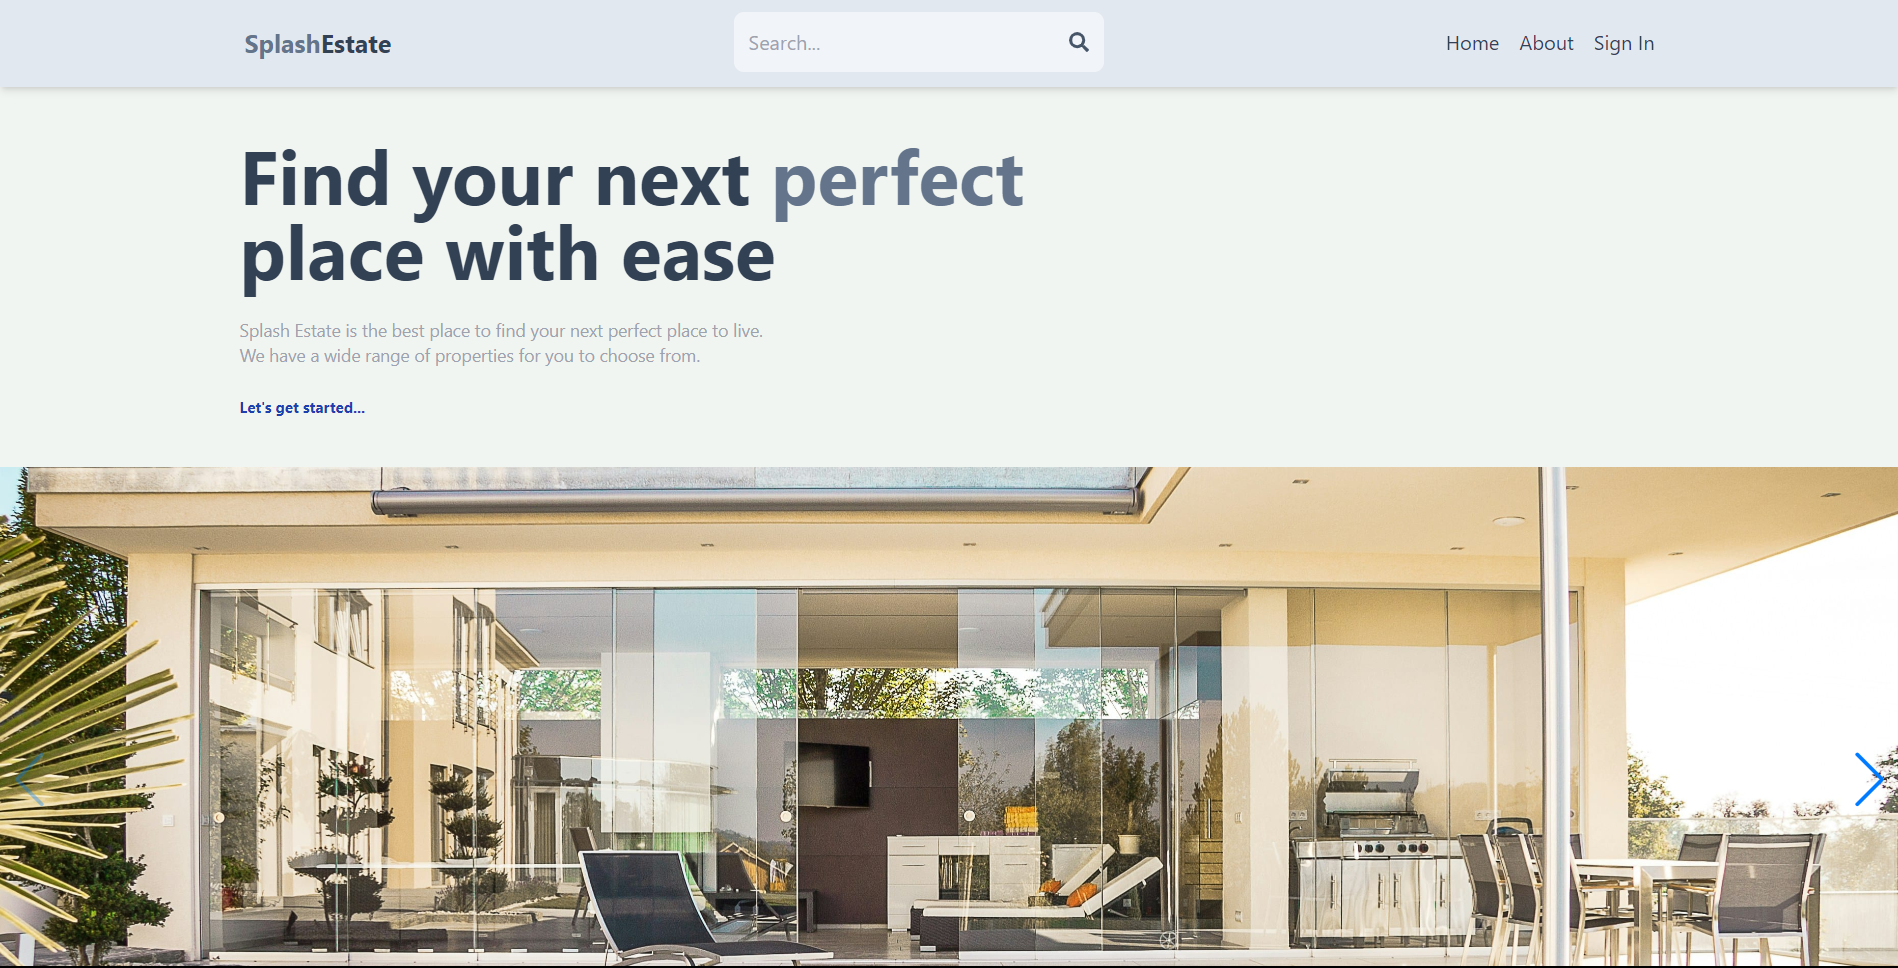 SplashEstate
Search...
Home About Sign In
Find your next perfect
place with ease
Splash Estate is the best place to find your next perfect place to live.
We have a wide range of properties for you to choose from.
Let's get started...